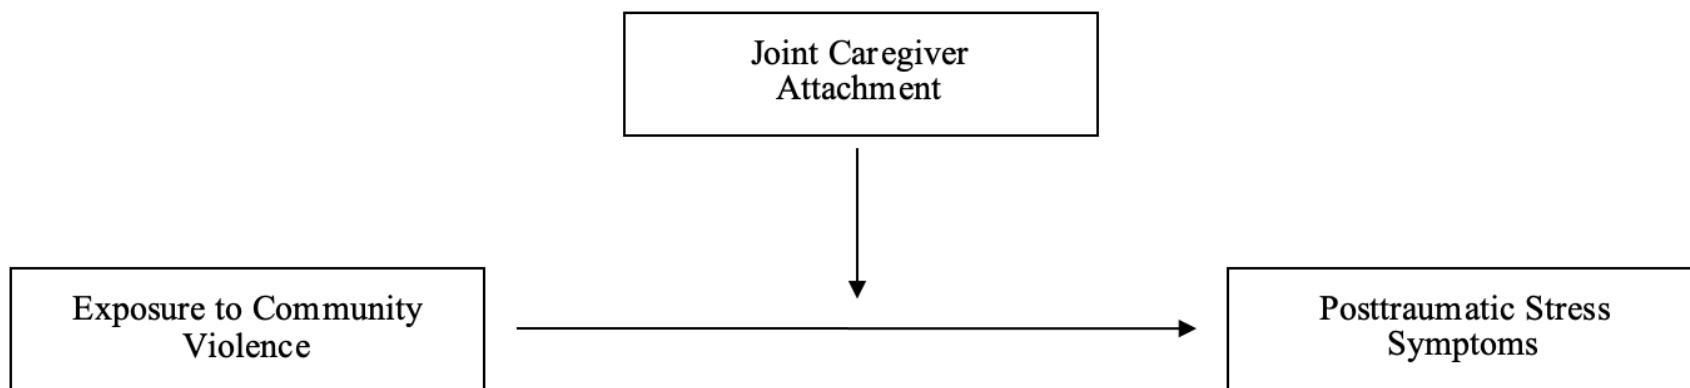 Joint Caregiver
Attachment
Exposure to Community
Violence
Posttraumatic Stress
Symptoms